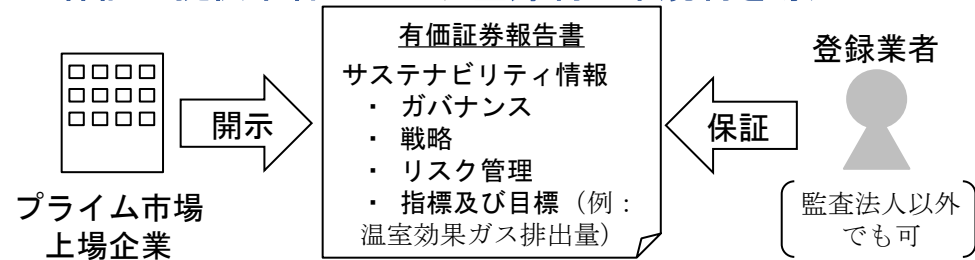 有価証券報告書
サステナビリティ情報
・ ガバナンス
・ 戦略
・ リスク管理
・ 指標及び目標（例：
温室効果ガス排出量）
開示
プライム市場
上場企業
保証
登録業者
監査法人以外
でも可